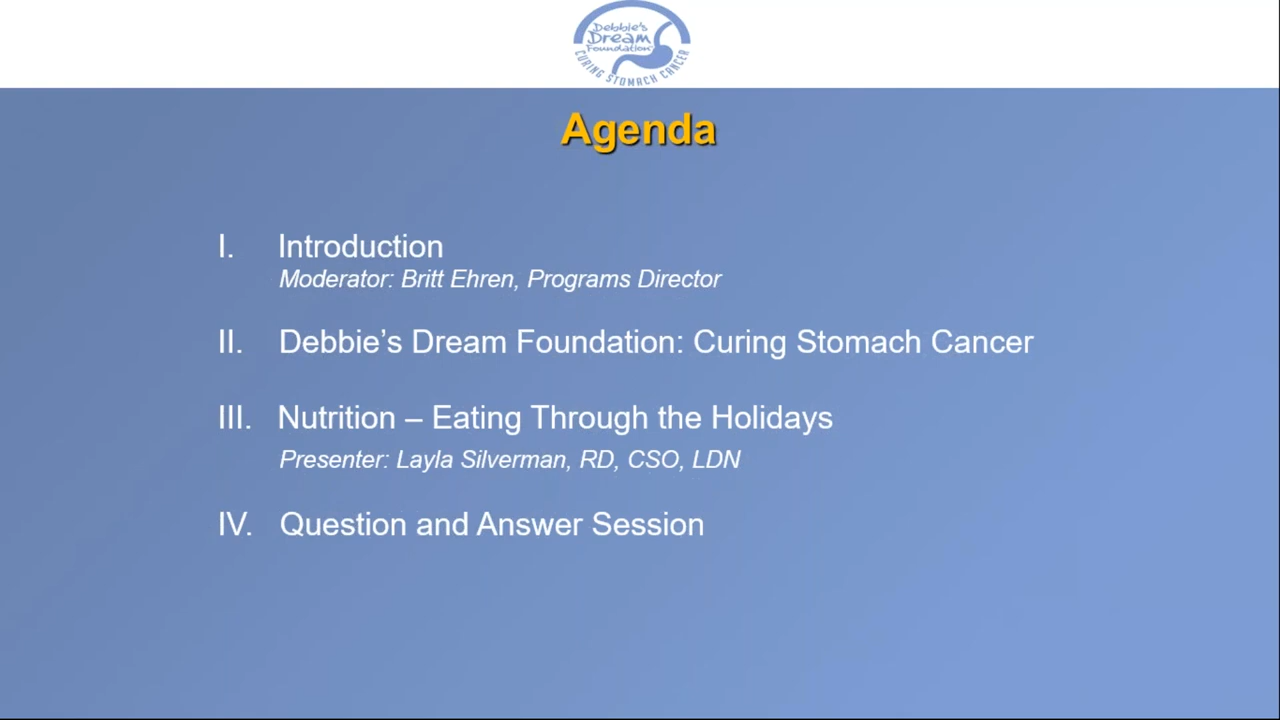 Debbie's
Dream
Foundation
CURING STOMACH CANCER
Agenda
I. Introduction
Moderator: Britt Ehren, Programs Director
II. Debbie’s Dream Foundation: Curing Stomach Cancer
III. Nutrition – Eating Through the Holidays
Presenter: Layla Silverman, RD, CSO, LDN
IV. Question and Answer Session